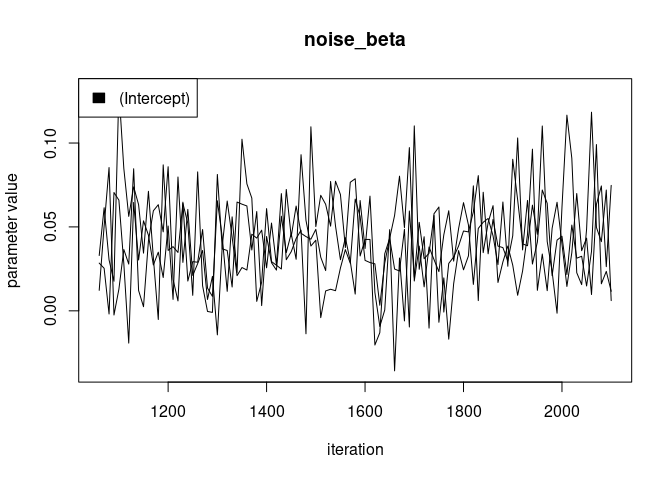 noise_beta
(Intercept)
parameter value
0.10
0.05
0.00
1200 1400 1600 1800 2000
iteration